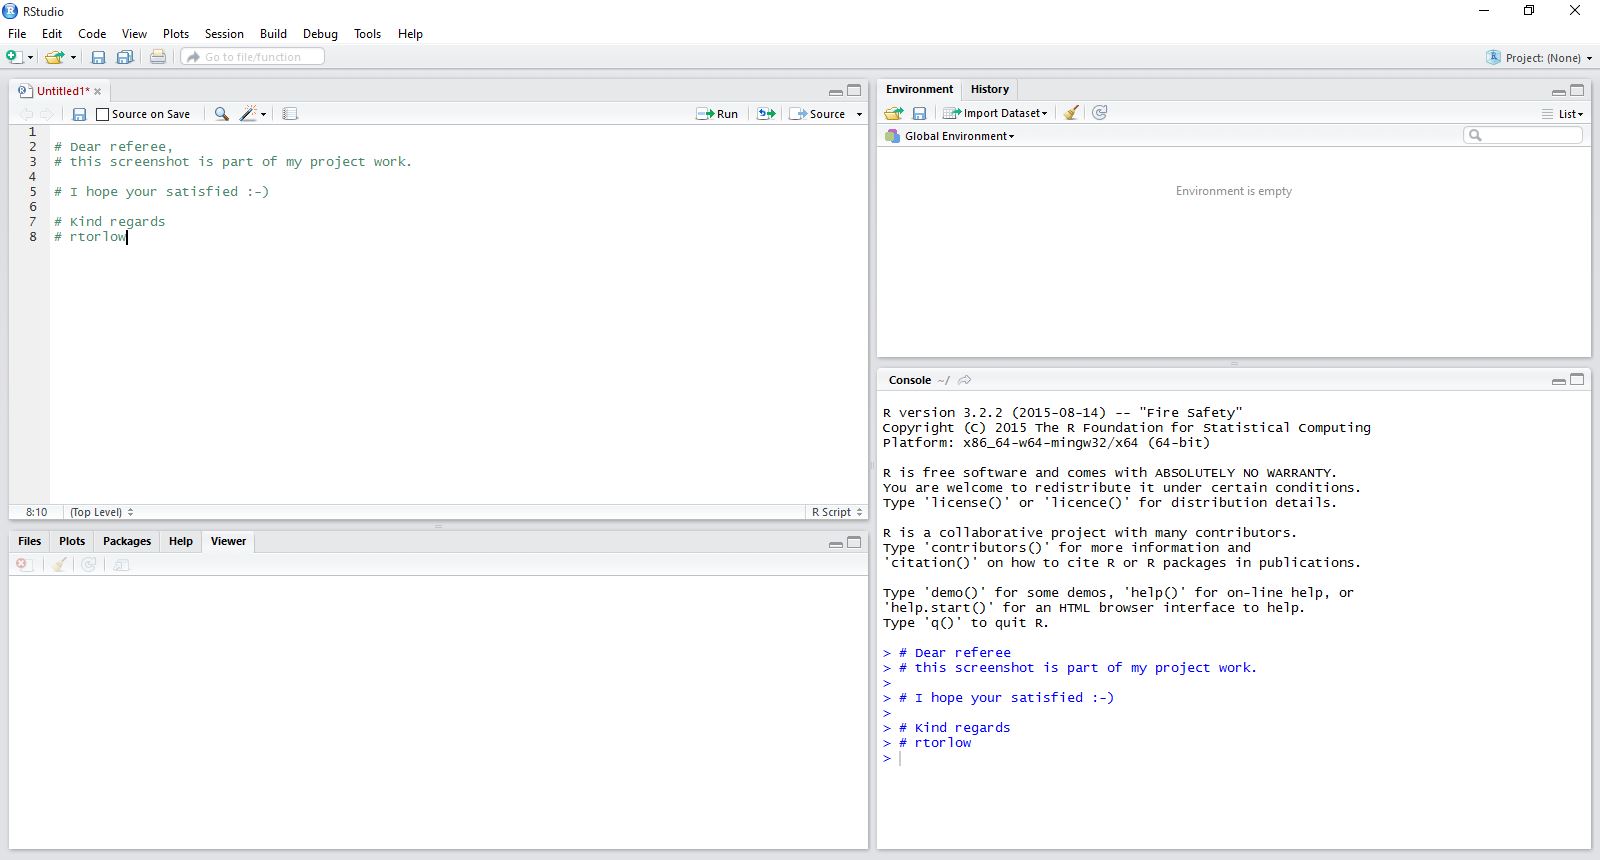 RStudio
File Edit Code View Plots Session Build Debug Tools Help
Go to file/function
Project: (None)
Untitled1*
Source on Save
Run
Source
1
2 # Dear referee,
3 # this screenshot is part of my project work.
4
5 # I hope your satisfied :-)
6
7 # Kind regards
8 # rtorlow
8:10 (Top Level) R Script
Files Plots Packages Help Viewer
Environment History
Import Dataset
List
Global Environment
Environment is empty
Console ~/
R version 3.2.2 (2015-08-14) -- "Fire Safety"
Copyright (C) 2015 The R Foundation for Statistical Computing
Platform: x86_64-w64-mingw32/x64 (64-bit)
R is free software and comes with ABSOLUTELY NO WARRANTY.
You are welcome to redistribute it under certain conditions.
Type 'license()' or 'licence()' for distribution details.
R is a collaborative project with many contributors.
Type 'contributors()' for more information and
'citation()' on how to cite R or R packages in publications.
Type 'demo()' for some demos, 'help()' for on-line help, or
'help.start()' for an HTML browser interface to help.
Type 'q()' to quit R.
> # Dear referee
> # this screenshot is part of my project work.
>
> # I hope your satisfied :-)
>
> # Kind regards
> # rtorlow
>